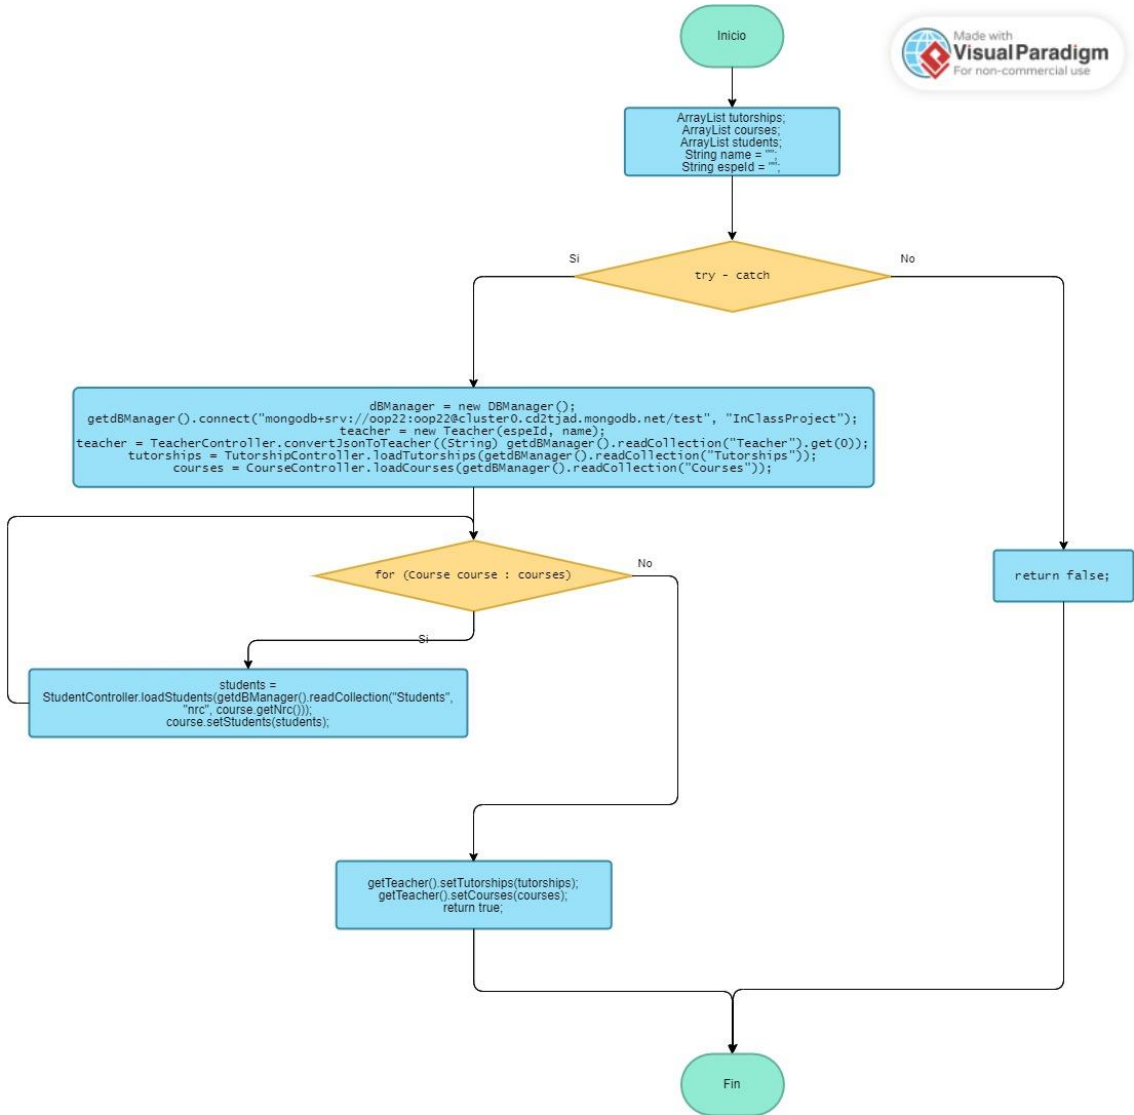 Inicio
Made with
Visual Paradigm
For non-commercial use
ArrayList tutorships;
ArrayList courses;
ArrayList students;
String name = "";
String espeId = "";
Si
No
try - catch
dBManager = new DBManager();
getdBManager().connect("mongodb+srv://oop22:oop22@cluster0.cd2tjad.mongodb.net/test", "InClassProject");
teacher = new Teacher(espeId, name);
teacher = TeacherController.convertJsonToTeacher((String) getdBManager().readCollection("Teacher").get(0));
tutorships = TutorshipController.loadTutorships(getdBManager().readCollection("Tutorships"));
courses = CourseController.loadCourses(getdBManager().readCollection("Courses"));
for (Course course : courses)
No
return false;
Si
students =
StudentController.loadStudents(getdBManager().readCollection("Students",
"nrc", course.getNrc()));
course.setStudents(students);
getTeacher().setTutorships(tutorships);
getTeacher().setCourses(courses);
return true;
Fin